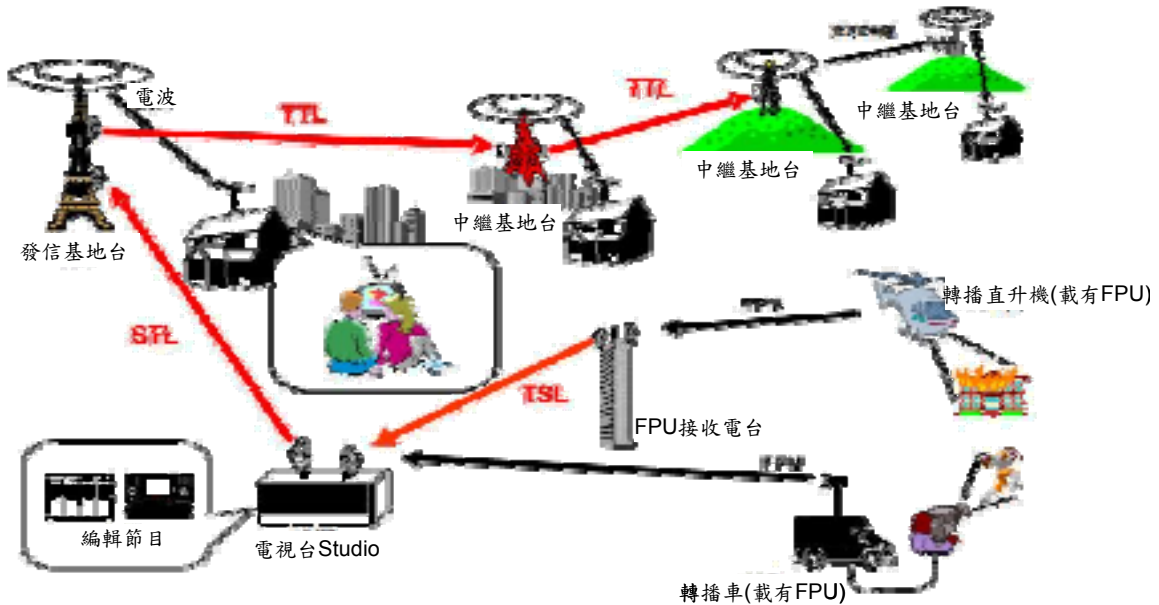 電波
TTL
TTL
中繼基地台
中繼基地台
中繼基地台
發信基地台
STL
TSL
轉播直升機(載有FPU)
FPU接收電台
FPU
編輯節目
電視台Studio
轉播車(載有FPU)